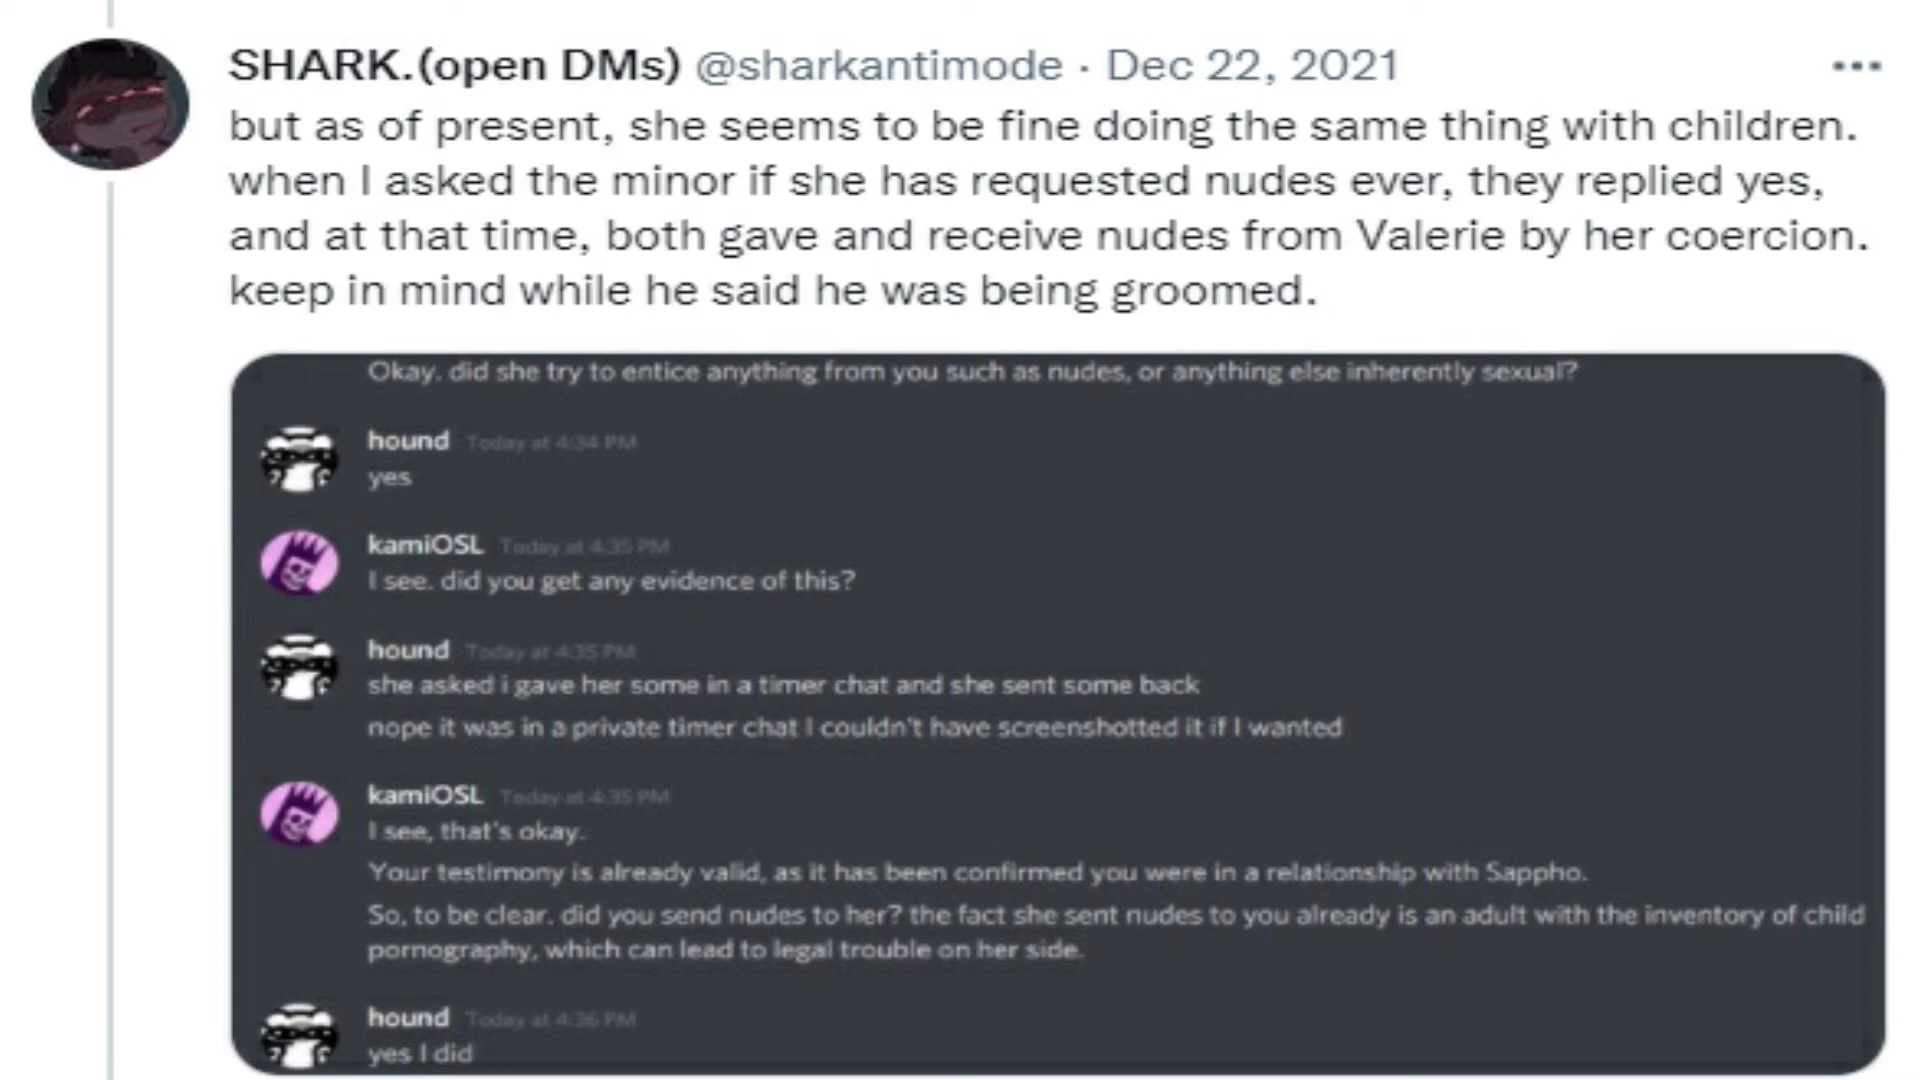 SHARK.(open DMs) @sharkantimode · Dec 22, 2021
but as of present, she seems to be fine doing the same thing with children.
when I asked the minor if she has requested nudes ever, they replied yes,
and at that time, both gave and receive nudes from Valerie by her coercion.
keep in mind while he said he was being groomed.
Okay. did she try to entice anything from you such as nudes, or anything else inherently sexual?
hound Today at 4:34 PM
yes
kamiOSL Today at 4:35 PM
I see. did you get any evidence of this?
hound Today at 4:35 PM
she asked i gave her some in a timer chat and she sent some back
nope it was in a private timer chat I couldn't have screenshotted it if I wanted
kamiOSL Today at 4:35 PM
I see, that's okay.
Your testimony is already valid, as it has been confirmed you were in a relationship with Sappho.
So, to be clear. did you send nudes to her? the fact she sent nudes to you already is an adult with the inventory of child
pornography, which can lead to legal trouble on her side.
hound Today at 4:36 PM
yes I did